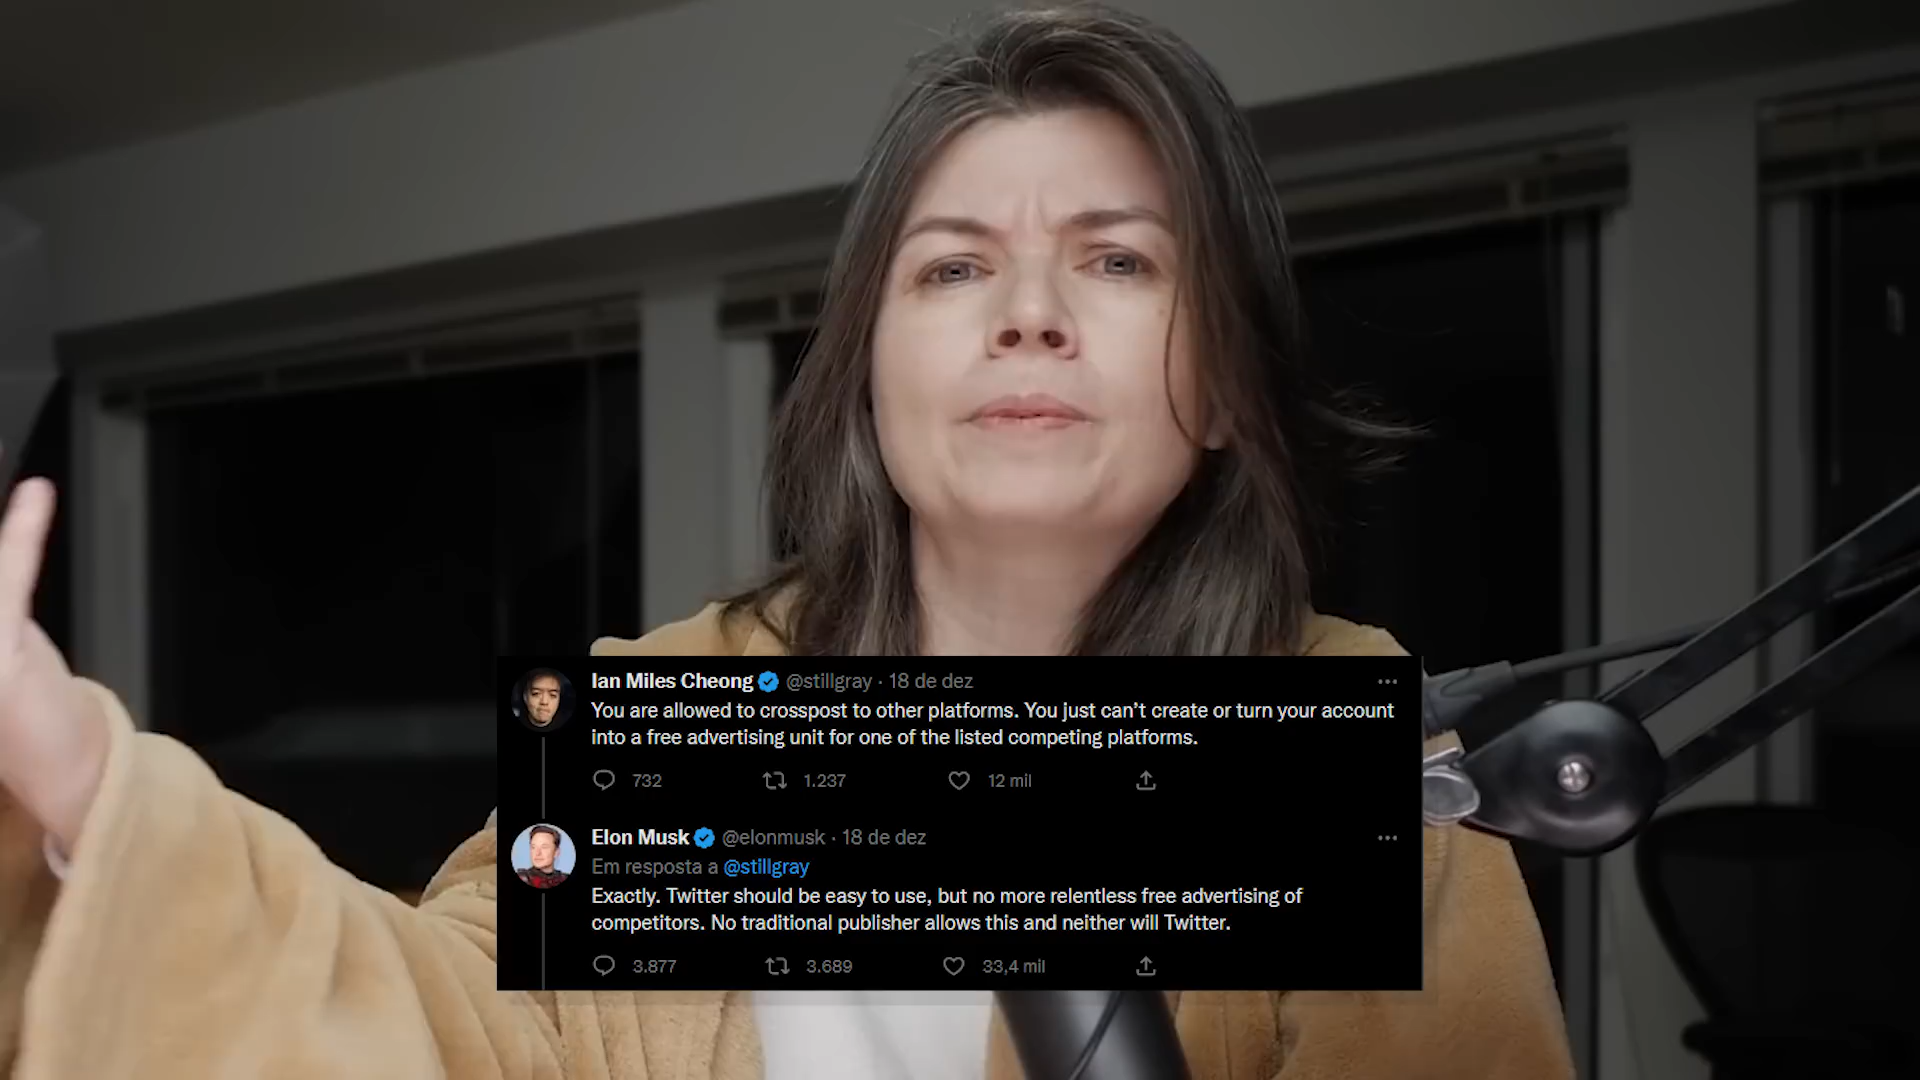 Ian Miles Cheong @stillgray · 18 de dez
You are allowed to crosspost to other platforms. You just can’t create or turn your account
into a free advertising unit for one of the listed competing platforms.
732 1.237 12 mil
Elon Musk @elonmusk · 18 de dez
Em resposta a @stillgray
Exactly. Twitter should be easy to use, but no more relentless free advertising of
competitors. No traditional publisher allows this and neither will Twitter.
3.877 3.689 33,4 mil